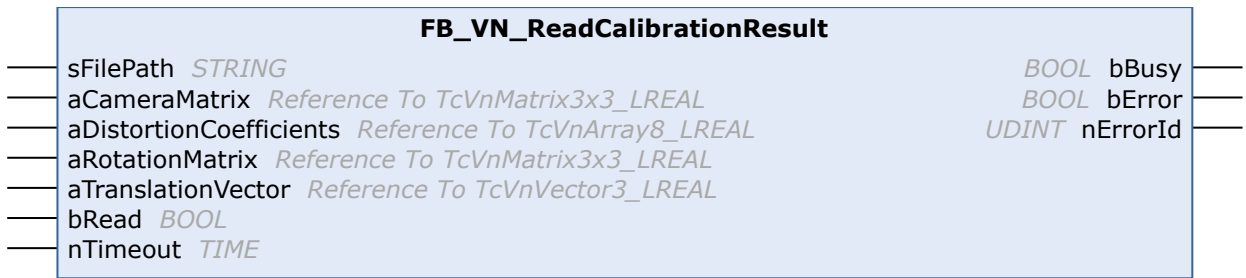 FB_VN_ReadCalibrationResult
sFilePath STRING BOOL bBusy
aCameraMatrix Reference To TcVnMatrix3x3_LREAL BOOL bError
aDistortionCoefficients Reference To TcVnArray8_LREAL UDINT nErrorId
aRotationMatrix Reference To TcVnMatrix3x3_LREAL
aTranslationVector Reference To TcVnVector3_LREAL
bRead BOOL
nTimeout TIME